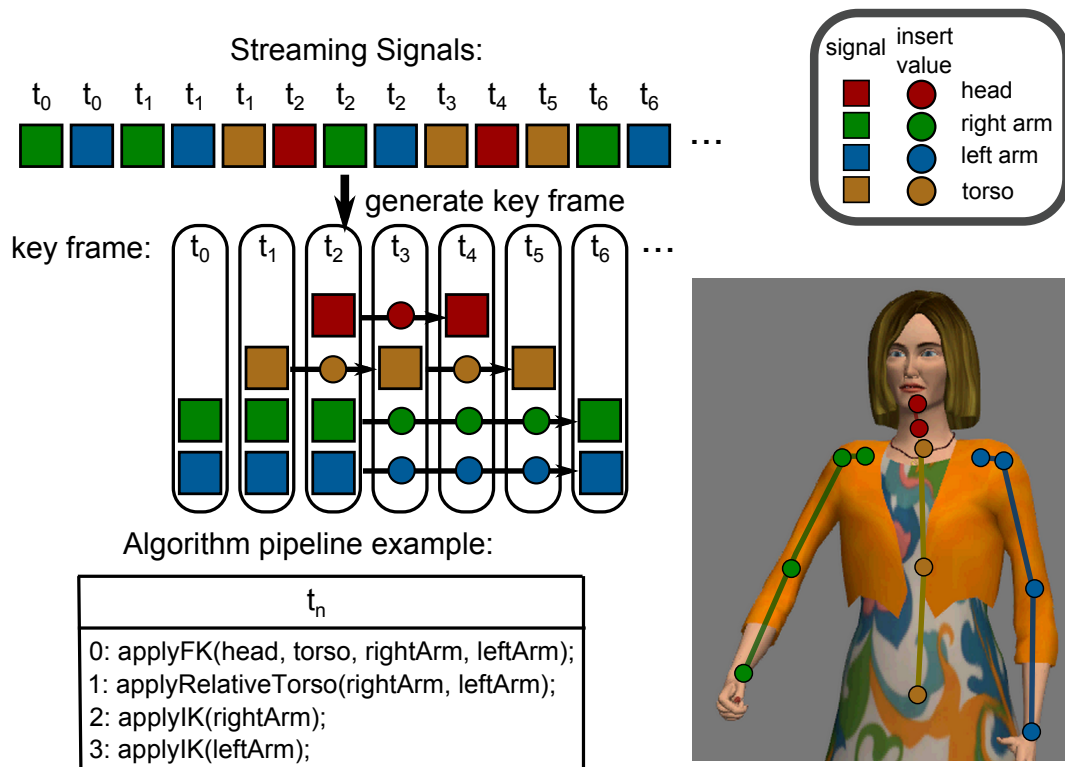 Streaming Signals:
t0 t0 t1 t1 t1 t2 t2 t2 t3 t4 t5 t6 t6
...
generate key frame
key frame: t0 t1 t2 t3 t4 t5 t6 ...
signal insert value
head
right arm
left arm
torso
Algorithm pipeline example:
tn
0: applyFK(head, torso, rightArm, leftArm);
1: applyRelativeTorso(rightArm, leftArm);
2: applyIK(rightArm);
3: applyIK(leftArm);